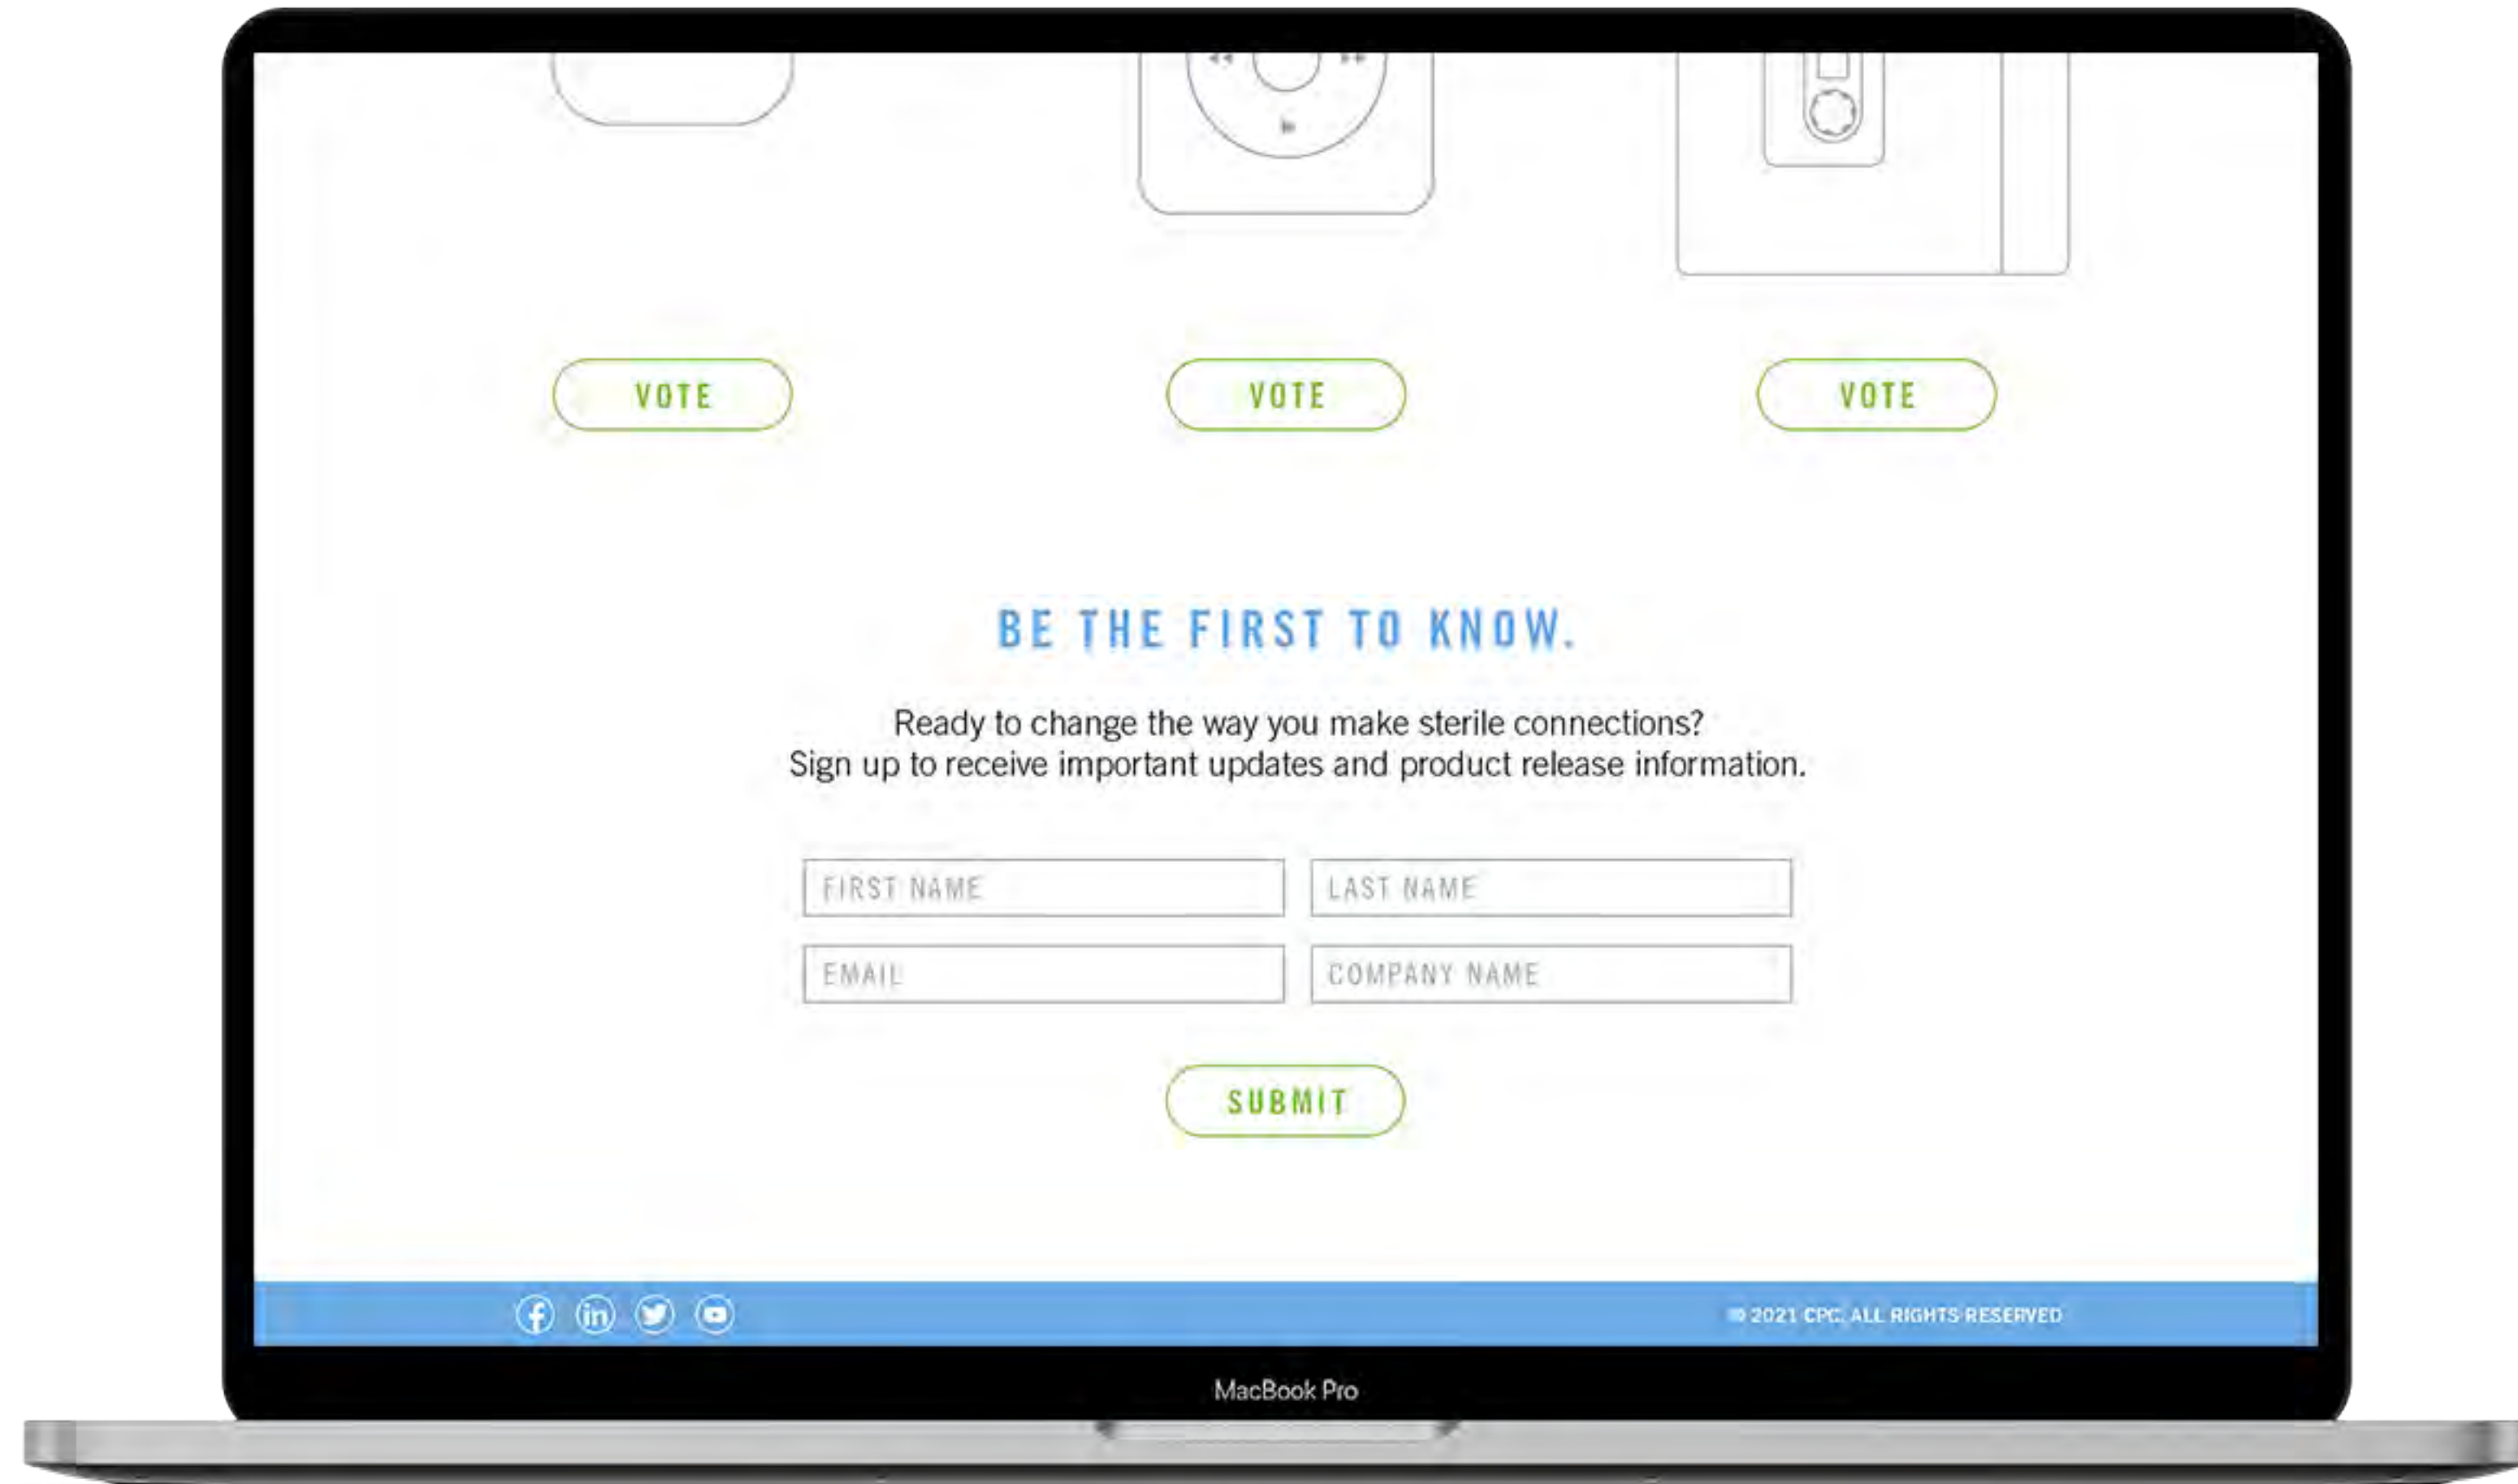 VOTE
VOTE
VOTE
BE THE FIRST TO KNOW.
Ready to change the way you make sterile connections?
Sign up to receive important updates and product release information.
FIRST NAME
LAST NAME
EMAIL
COMPANY NAME
SUBMIT
© 2021 CPC. ALL RIGHTS RESERVED
MacBook Pro